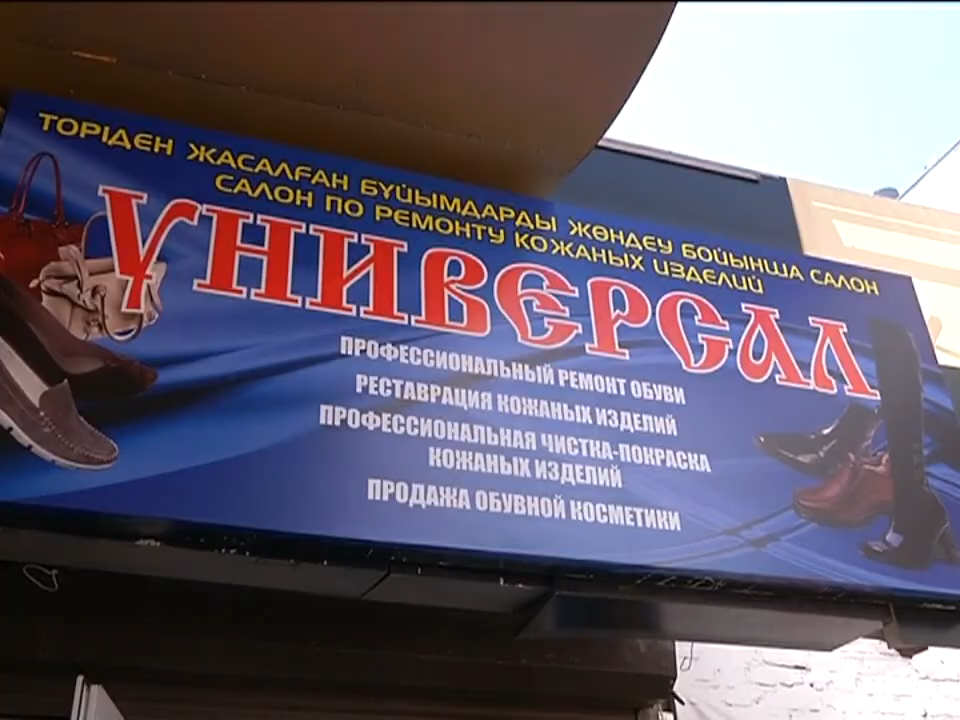 ТОРІДЕН ЖАСАЛҒАН БҰЙЫМДАРДЫ ЖӨНДЕУ БОЙЫНША САЛОН
САЛОН ПО РЕМОНТУ КОЖАНЫХ ИЗДЕЛИЙ
УНИВЕРСАЛ
ПРОФЕССИОНАЛЬНЫЙ РЕМОНТ ОБУВИ
РЕСТАВРАЦИЯ КОЖАНЫХ ИЗДЕЛИЙ
ПРОФЕССИОНАЛЬНАЯ ЧИСТКА-ПОКРАСКА
КОЖАНЫХ ИЗДЕЛИЙ
ПРОДАЖА ОБУВНОЙ КОСМЕТИКИ